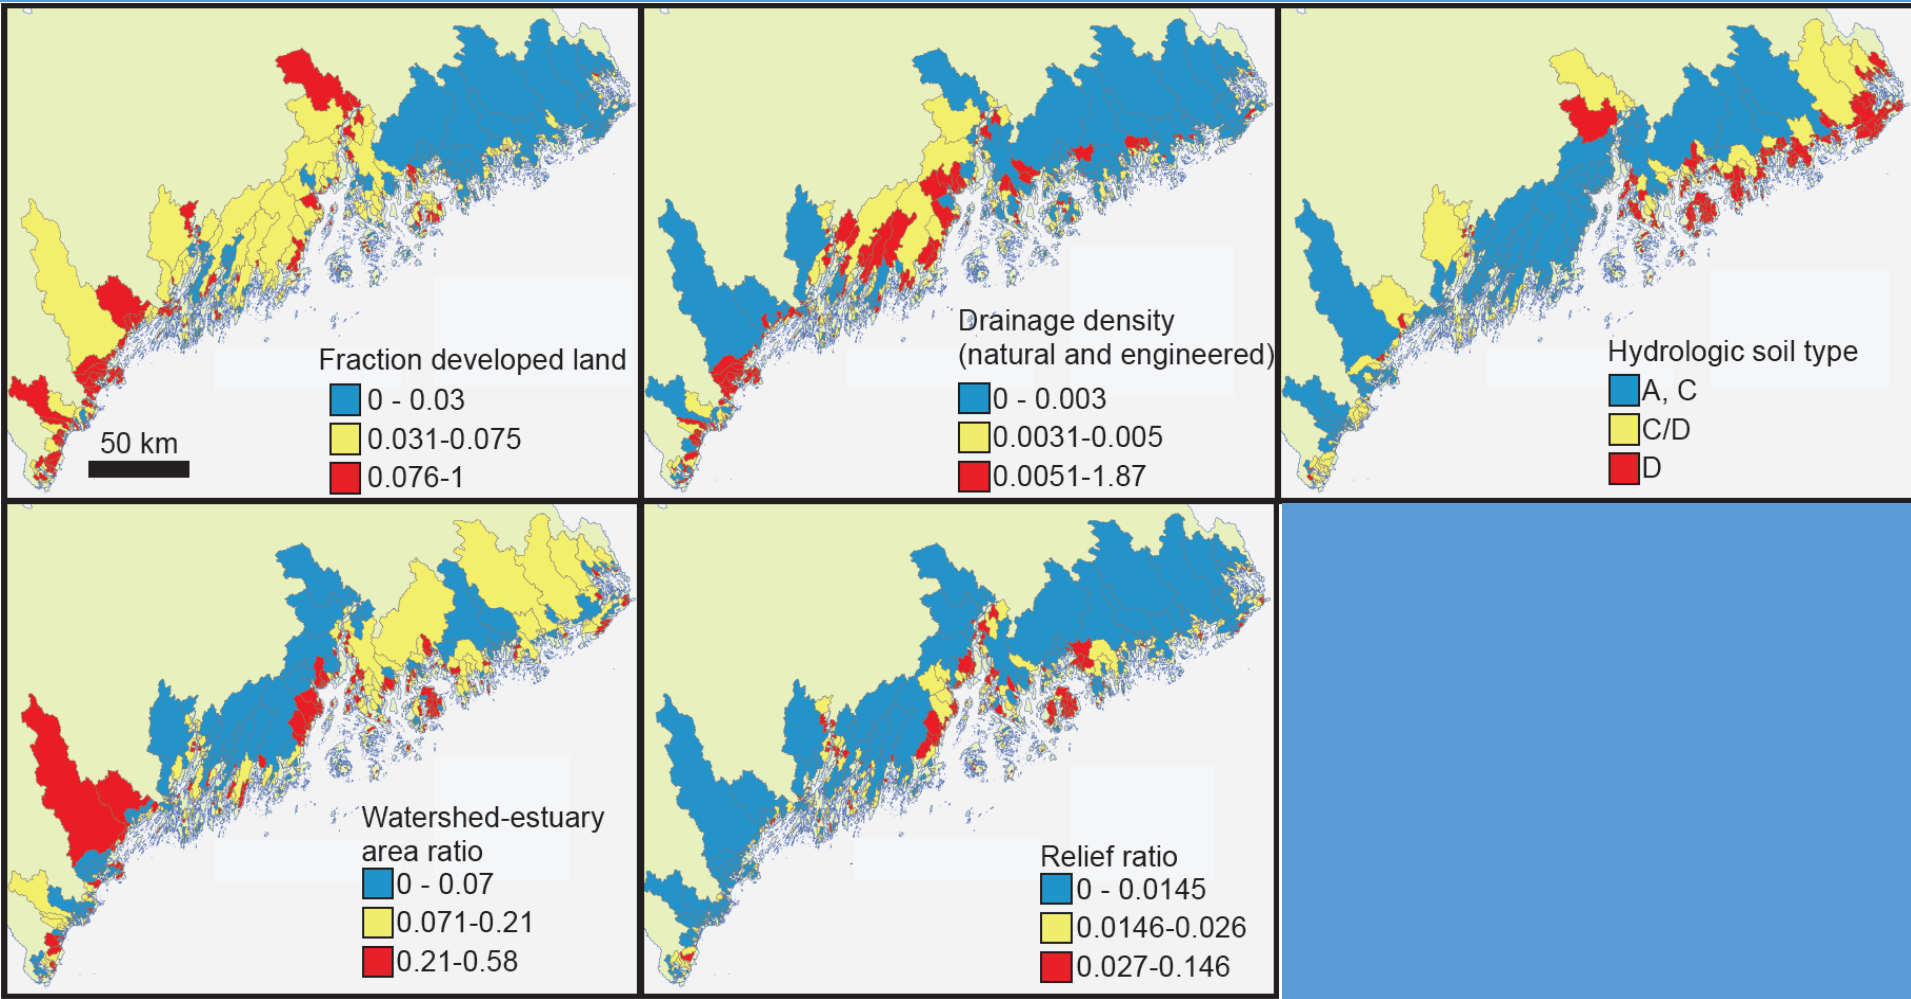 Fraction developed land
0 - 0.03
0.031-0.075
0.076-1
50 km
Drainage density
(natural and engineered)
0 - 0.003
0.0031-0.005
0.0051-1.87
Hydrologic soil type
A, C
C/D
D
Watershed-estuary
area ratio
0 - 0.07
0.071-0.21
0.21-0.58
Relief ratio
0 - 0.0145
0.0146-0.026
0.027-0.146